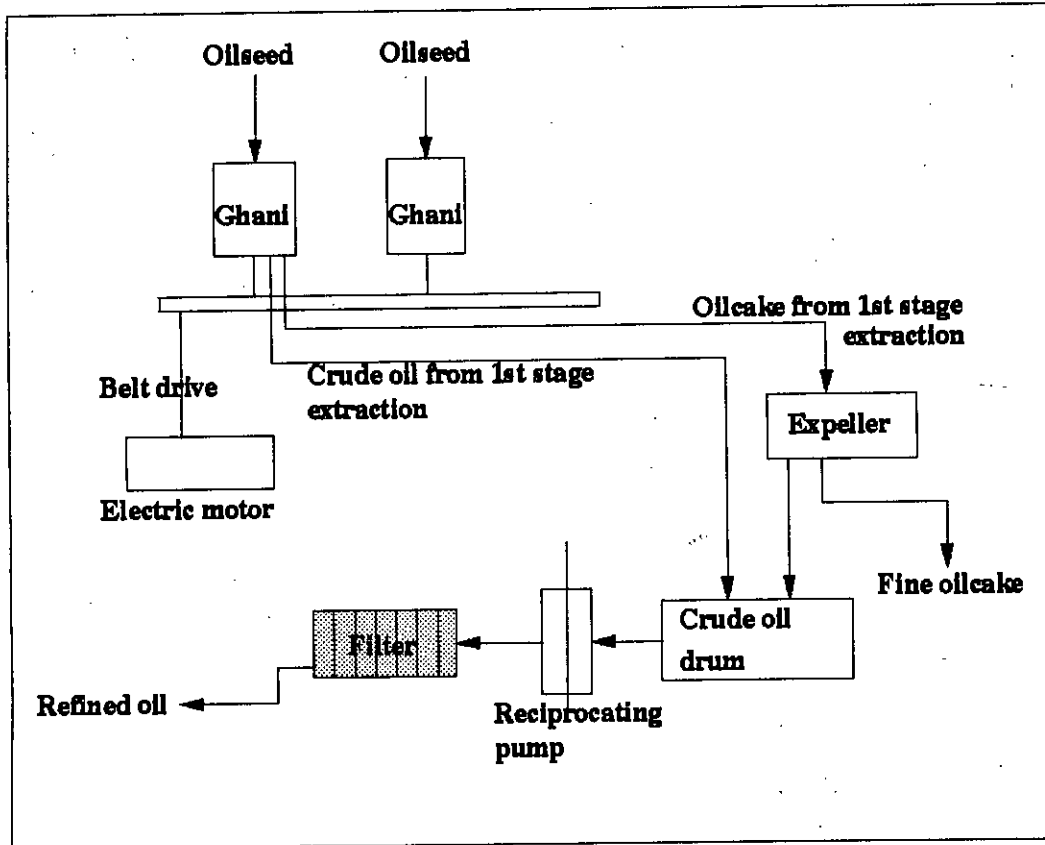 Oilseed
Oilseed
Ghani
Ghani
Oilcake from 1st stage
extraction
Crude oil from 1st stage
extraction
Belt drive
Expeller
Electric motor
Fine oilcake
Crude oil
drum
Filter
Refined oil
Reciprocating
pump